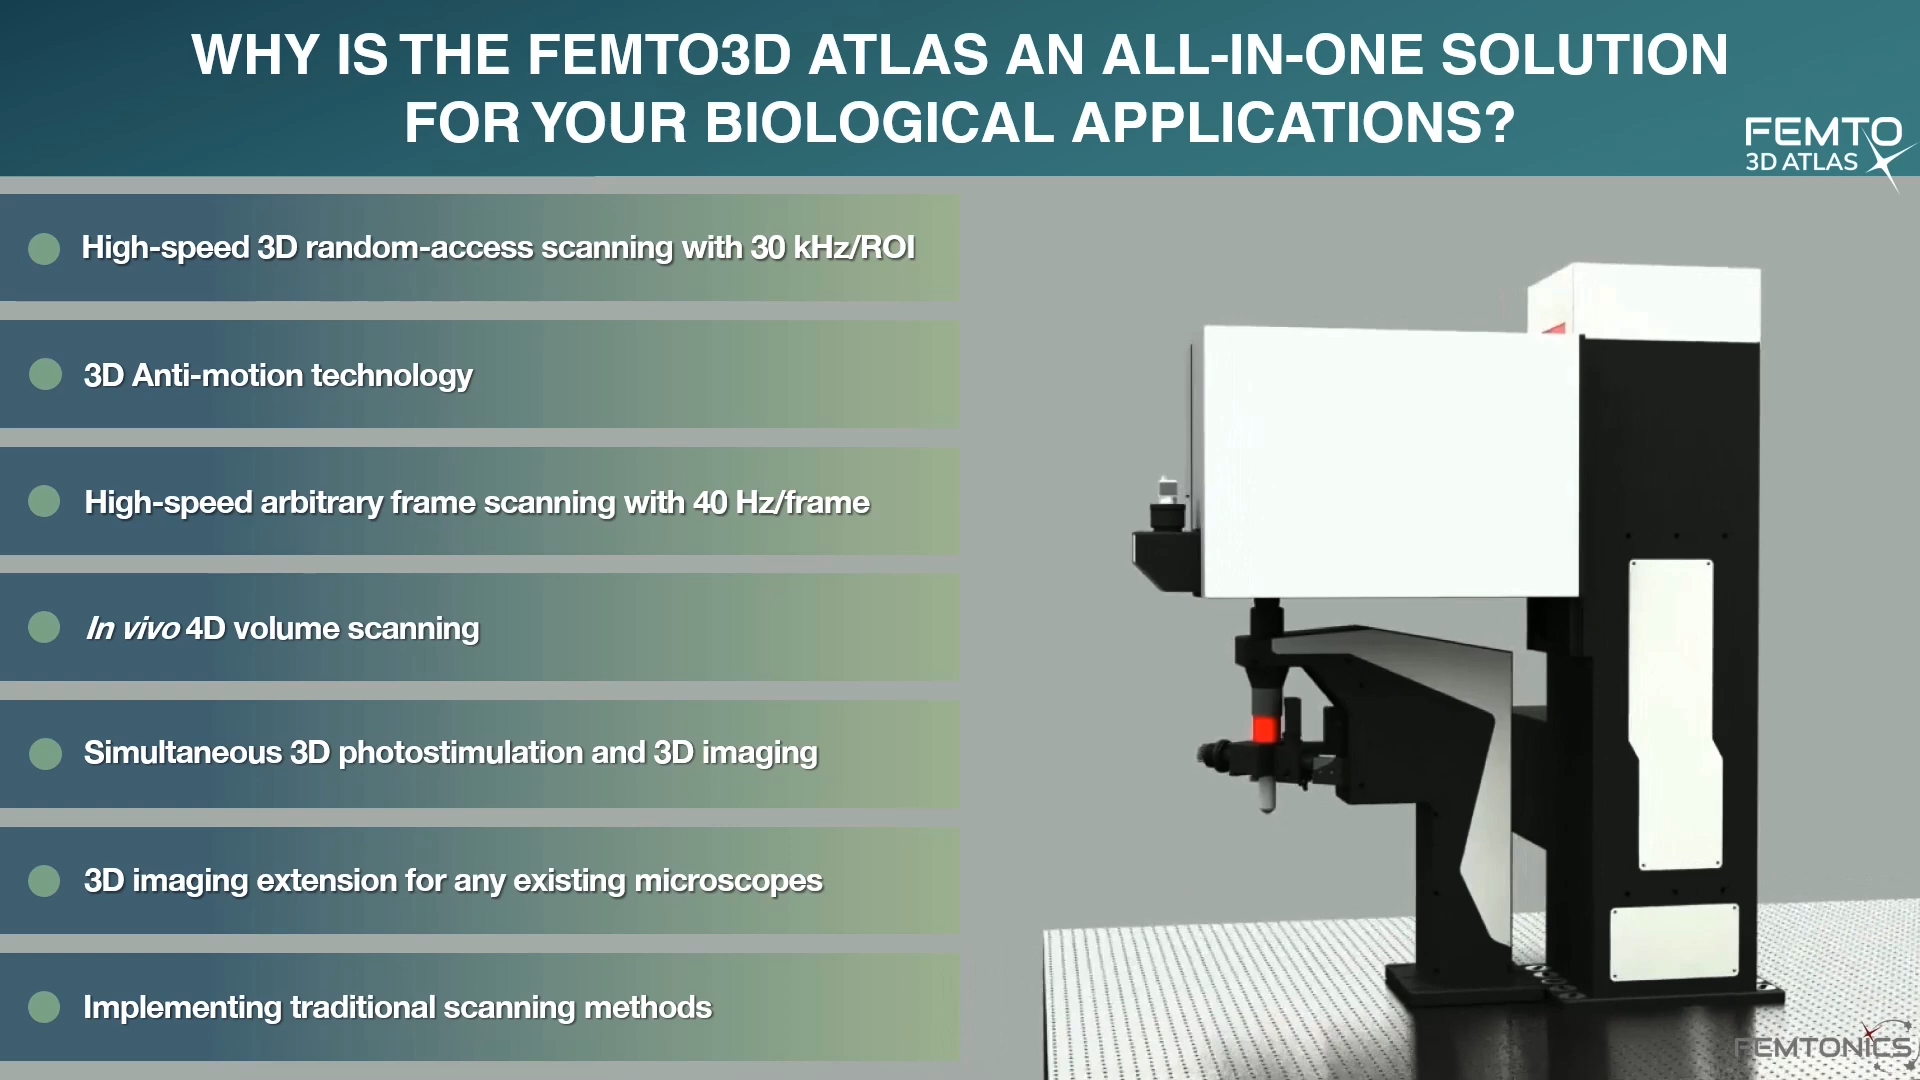 WHY IS THE FEMTO3D ATLAS AN ALL-IN-ONE SOLUTION
FOR YOUR BIOLOGICAL APPLICATIONS?
FEMTO
3D ATLAS
High-speed 3D random-access scanning with 30 kHz/ROI
3D Anti-motion technology
High-speed arbitrary frame scanning with 40 Hz/frame
In vivo 4D volume scanning
Simultaneous 3D photostimulation and 3D imaging
3D imaging extension for any existing microscopes
Implementing traditional scanning methods
FEMTONICS